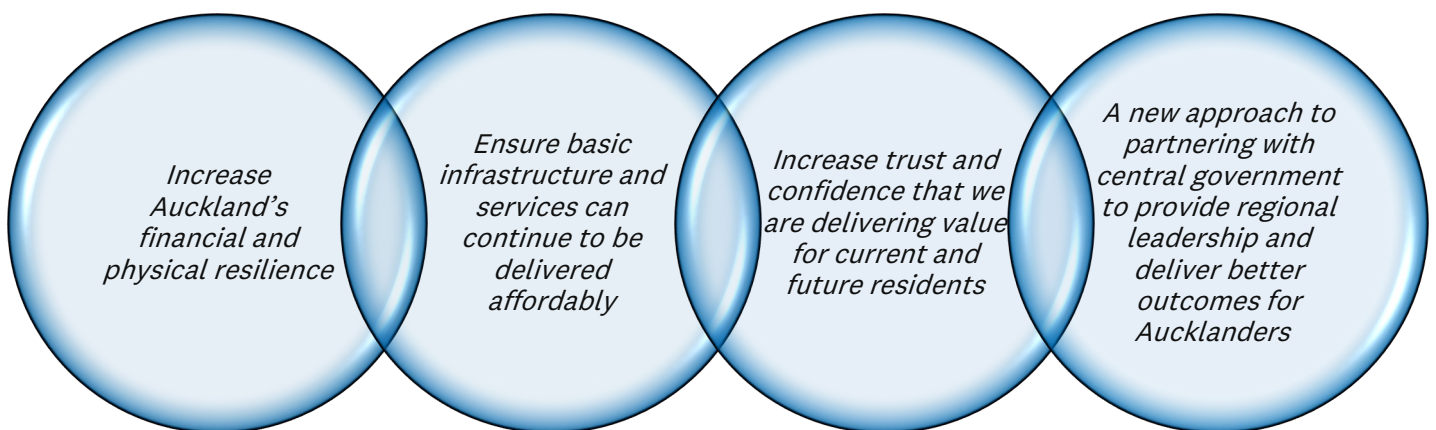 Increase
Auckland’s
financial and
physical resilience
Ensure basic
infrastructure and
services can
continue to be
delivered
affordably
Increase trust and
confidence that we
are delivering value
for current and
future residents
A new approach to
partnering with
central government
to provide regional
leadership and
deliver better
outcomes for
Aucklanders